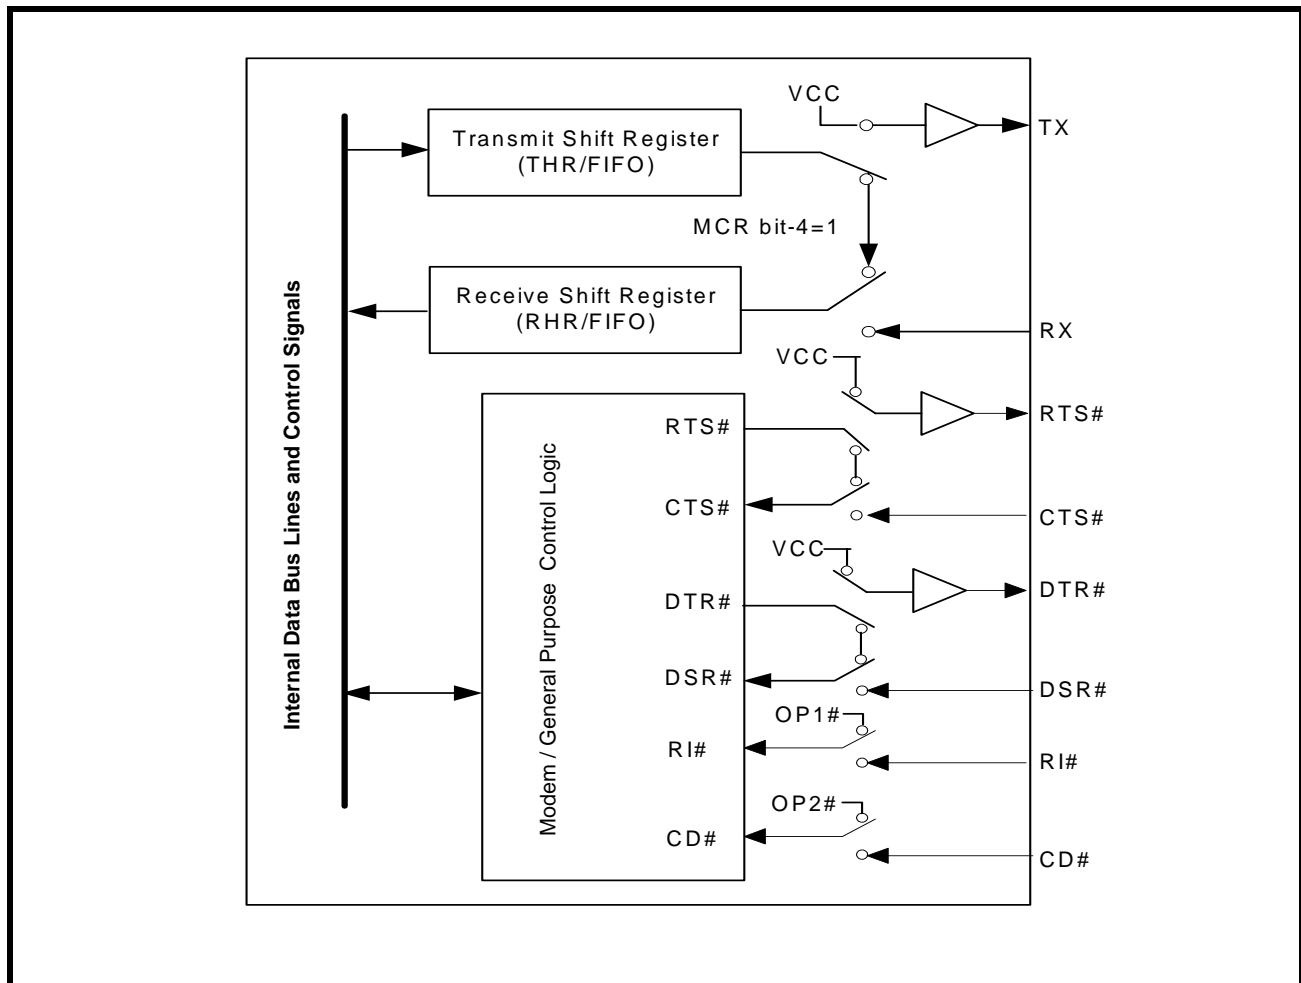 VCC
TX
Transmit Shift Register
(THR/FIFO)
MCR bit-4=1
Receive Shift Register
(RHR/FIFO)
RX
VCC
RTS#
RTS#
CTS#
CTS#
VCC
DTR#
DTR#
DSR#
DSR#
OP1#
RI#
RI#
OP2#
CD#
CD#
Internal Data Bus Lines and Control Signals
Modem / General Purpose Control Logic